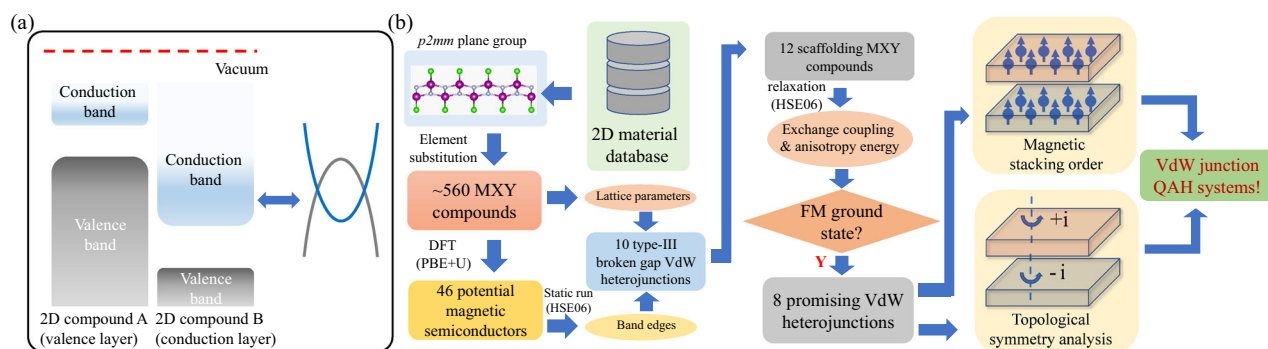 (a)
Vacuum
Conduction
band
Conduction
band
Valence
band
Valence
band
2D compound A
(valence layer)
2D compound B
(conduction layer)
(b)
p2mm plane group
2D material
database
Element
substitution
~560 MXY
compounds
Lattice parameters
DFT
(PBE+U)
10 type-III
broken gap VdW
heterojunctions
46 potential
magnetic
semiconductors
Static run
(HSE06)
Band edges
12 scaffolding MXY
compounds
relaxation
(HSE06)
Exchange coupling
& anisotropy energy
FM ground
state?
Y
8 promising VdW
heterojunctions
Magnetic
stacking order
+i
- i
Topological
symmetry analysis
VdW junction
QAH systems!